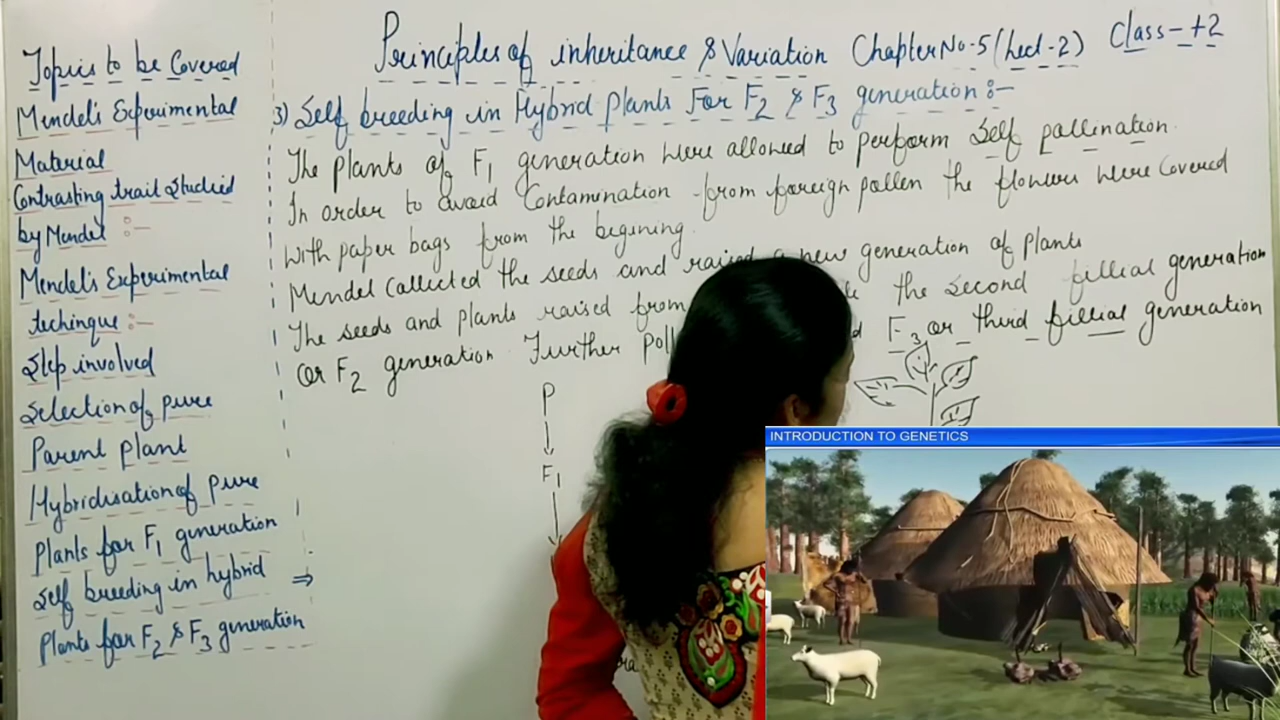 Principles of inheritance & Variation Chapter No-5 (Lect-2) Class-+2
Topics to be Covered
Mendel's Experimental
Material
Contrasting trait studied
by Mendel :-
Mendel's Experimental
techinque :-
Step involved
Selection of pure
Parent plant
Hybridisation of pure
Plants for F1 generation
Self breeding in hybrid ⇒
Plants for F2 & F3 generation
3) Self breeding in Hybrid Plants For F2 & F3 generation :-
The plants of F1 generation were allowed to perform Self pollination.
In order to avoid Contamination from foreign pollen the flowers were Covered
With paper bags from the begining.
Mendel Collected the seeds and raised a new generation of Plants
The seeds and plants raised from the second fillial generation
Or F2 generation. Further F3 or third fillial generation
P
F1
INTRODUCTION TO GENETICS